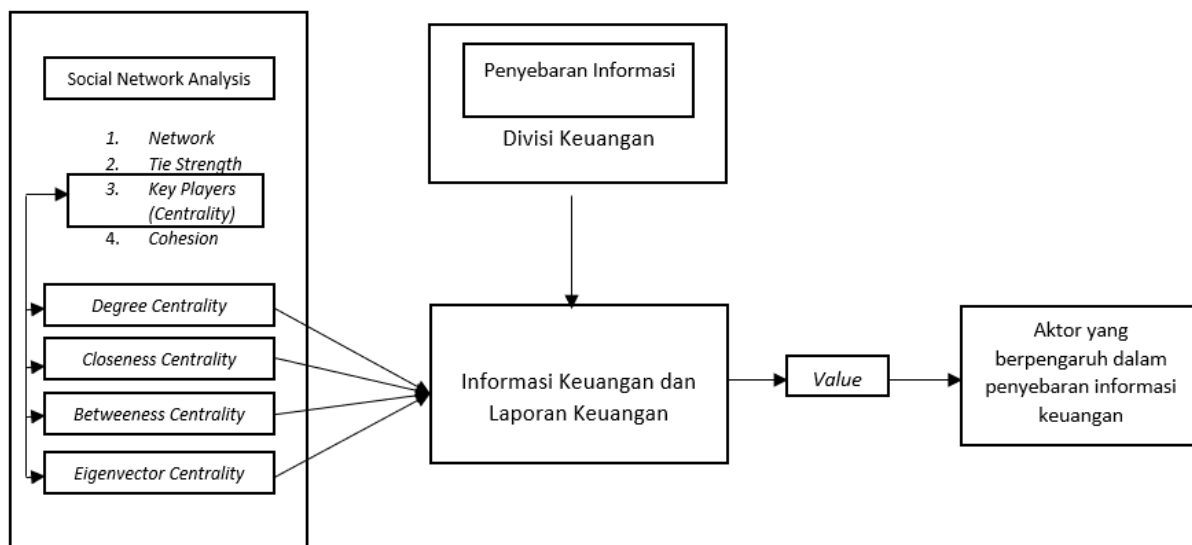 Social Network Analysis
1. Network
2. Tie Strength
3. Key Players
(Centrality)
4. Cohesion
Degree Centrality
Closeness Centrality
Betweeness Centrality
Eigenvector Centrality
Penyebaran Informasi
Divisi Keuangan
Informasi Keuangan dan
Laporan Keuangan
Value
Aktor yang
berpengaruh dalam
penyebaran informasi
keuangan